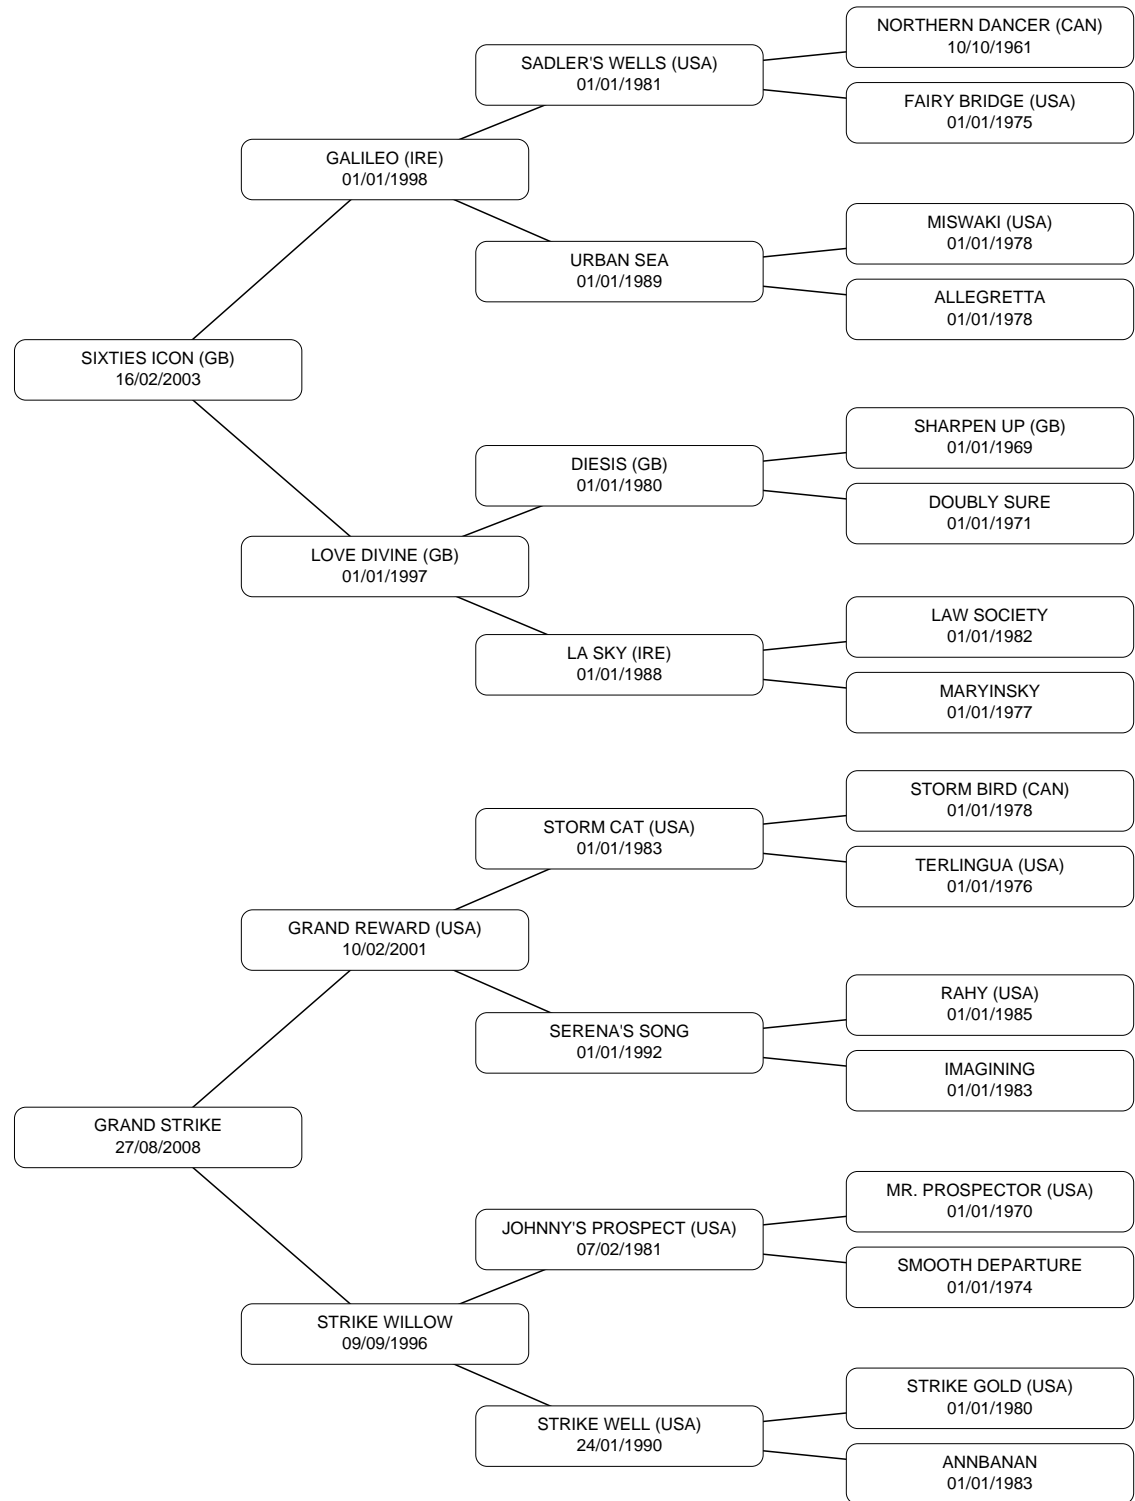 NORTHERN DANCER (CAN)
10/10/1961
SADLER'S WELLS (USA)
01/01/1981
FAIRY BRIDGE (USA)
01/01/1975
GALILEO (IRE)
01/01/1998
MISWAKI (USA)
01/01/1978
URBAN SEA
01/01/1989
ALLEGRETTA
01/01/1978
SIXTIES ICON (GB)
16/02/2003
SHARPEN UP (GB)
01/01/1969
DIESIS (GB)
01/01/1980
DOUBLY SURE
01/01/1971
LOVE DIVINE (GB)
01/01/1997
LAW SOCIETY
01/01/1982
LA SKY (IRE)
01/01/1988
MARYINSKY
01/01/1977
STORM BIRD (CAN)
01/01/1978
STORM CAT (USA)
01/01/1983
TERLINGUA (USA)
01/01/1976
GRAND REWARD (USA)
10/02/2001
RAHY (USA)
01/01/1985
SERENA'S SONG
01/01/1992
IMAGINING
01/01/1983
GRAND STRIKE
27/08/2008
MR. PROSPECTOR (USA)
01/01/1970
JOHNNY'S PROSPECT (USA)
07/02/1981
SMOOTH DEPARTURE
01/01/1974
STRIKE WILLOW
09/09/1996
STRIKE GOLD (USA)
01/01/1980
STRIKE WELL (USA)
24/01/1990
ANNBANAN
01/01/1983